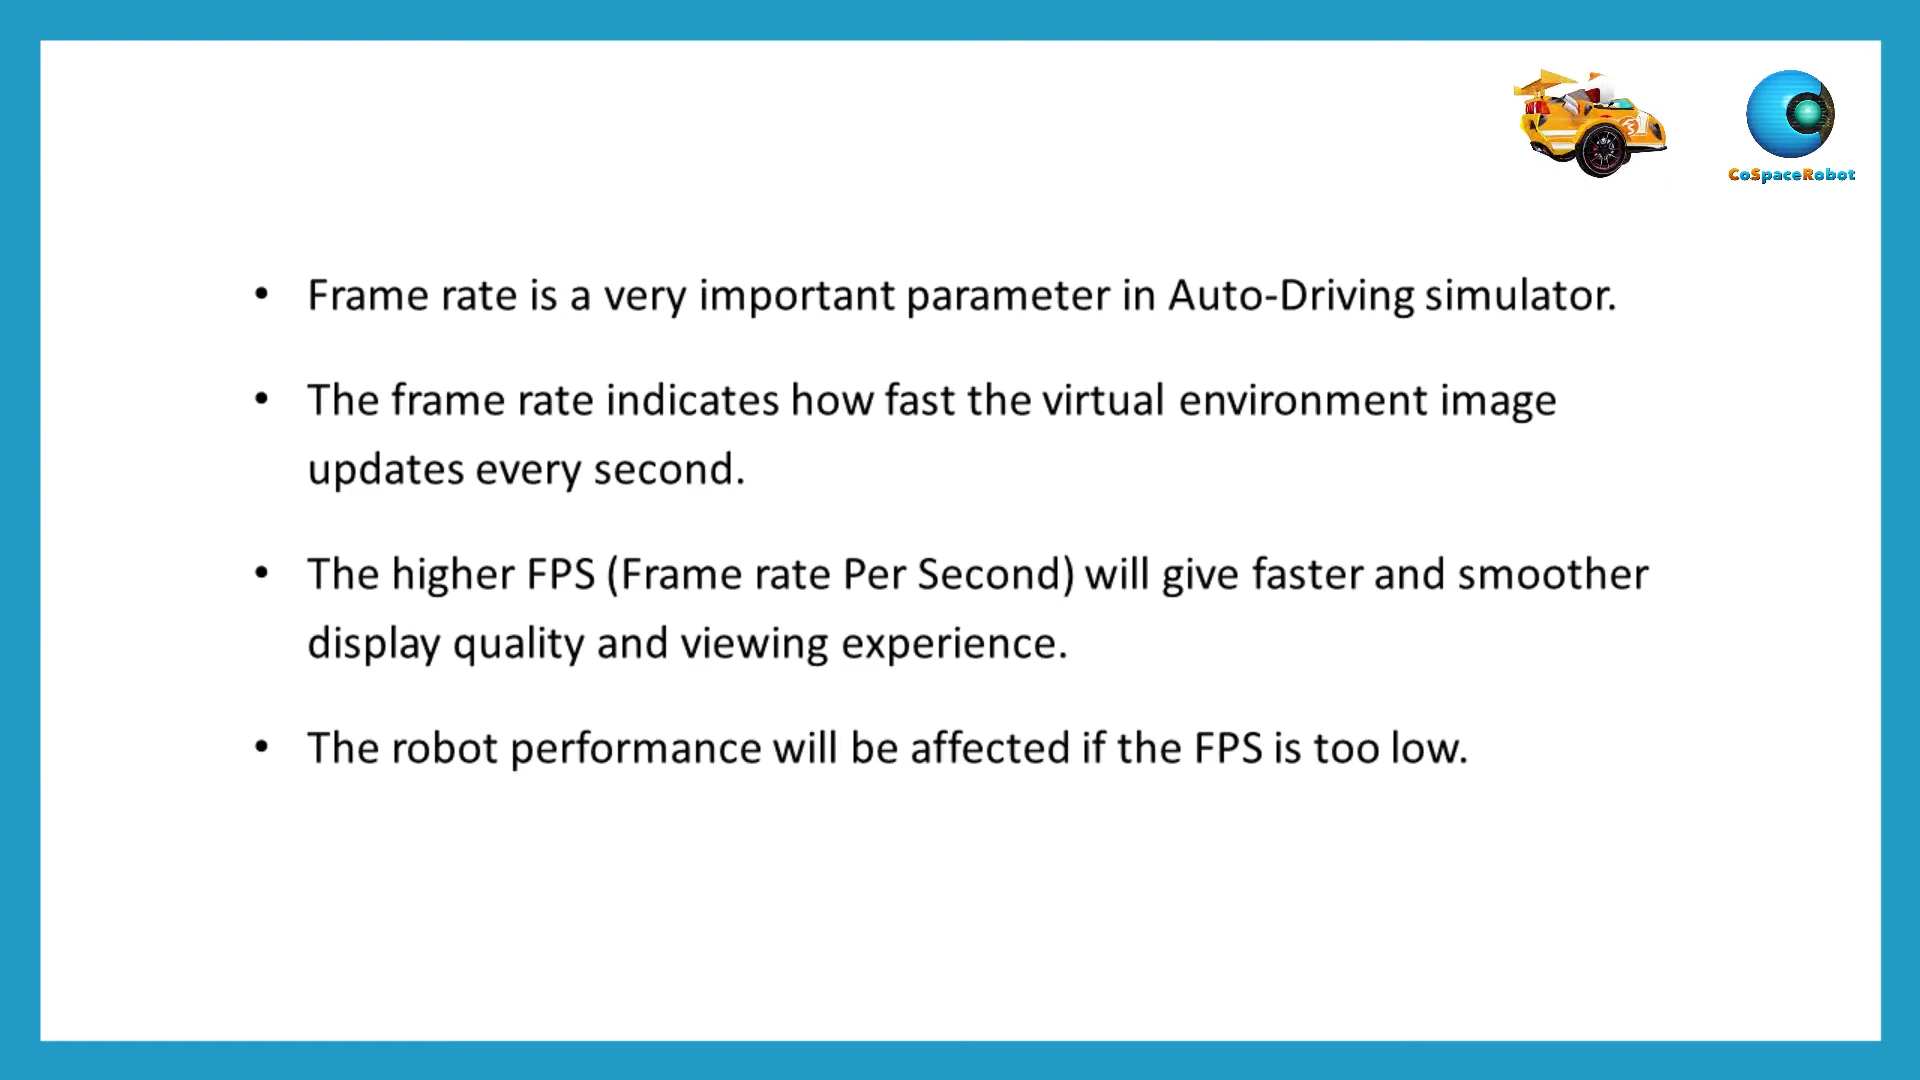 CoSpaceRobot
• Frame rate is a very important parameter in Auto-Driving simulator.
• The frame rate indicates how fast the virtual environment image
updates every second.
• The higher FPS (Frame rate Per Second) will give faster and smoother
display quality and viewing experience.
• The robot performance will be affected if the FPS is too low.